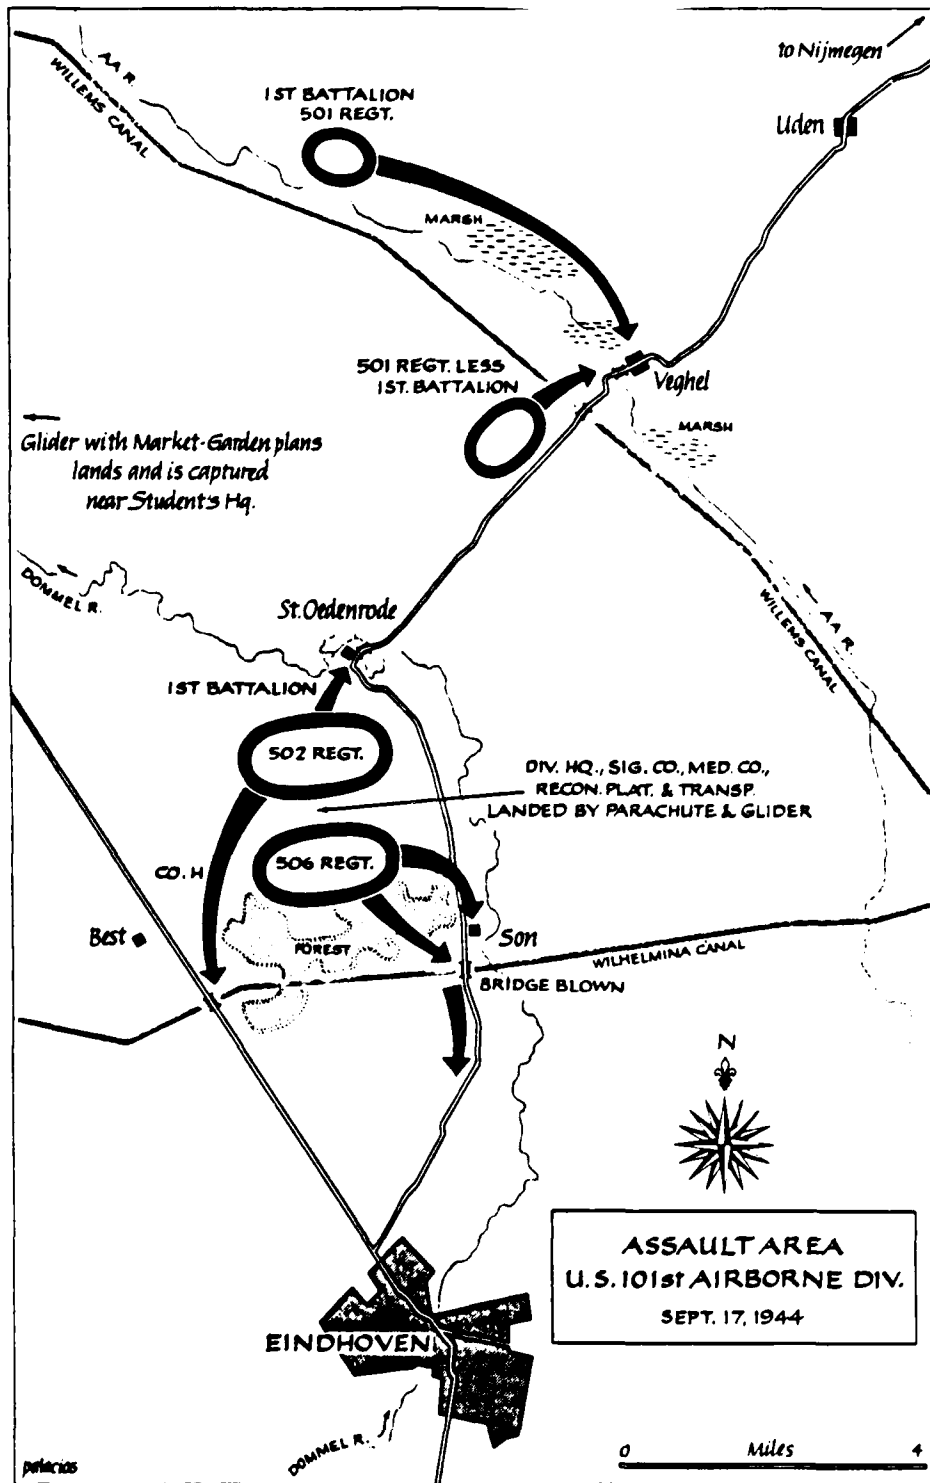 to Nijmegen
AA R.
WILLEMS CANAL
1ST BATTALION
501 REGT.
Uden
MARSH
501 REGT. LESS
1ST. BATTALION
Veghel
MARSH
Glider with Market-Garden plans
lands and is captured
near Student's Hq.
DOMMEL R.
St. Oedenrode
AA R.
WILLEMS CANAL
1ST BATTALION
502 REGT.
DIV. HQ., SIG. CO., MED. CO.,
RECON. PLAT. & TRANSP.
LANDED BY PARACHUTE & GLIDER
506 REGT.
CO. H
Best
FOREST
Son
WILHELMINA CANAL
BRIDGE BLOWN
N
ASSAULT AREA
U.S. 101st AIRBORNE DIV.
SEPT. 17, 1944
EINDHOVEN
DOMMEL R.
0 Miles 4
palacios